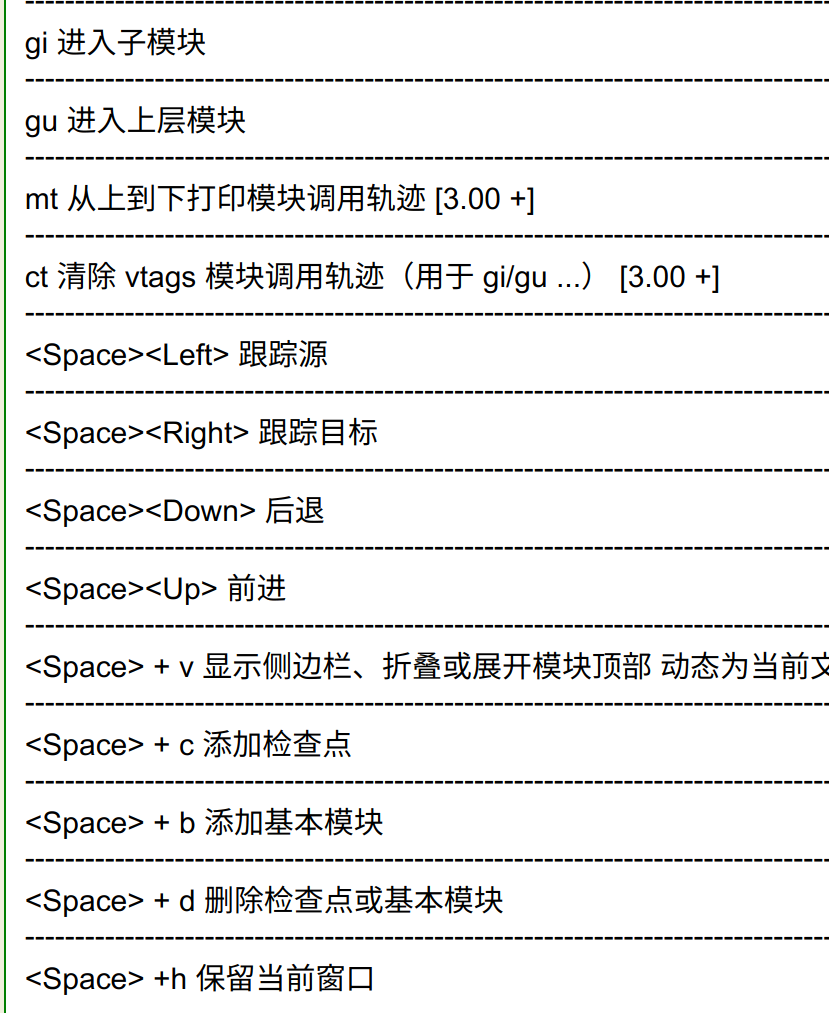 --------------------------------------------------------------------------------
gi 进入子模块
--------------------------------------------------------------------------------
gu 进入上层模块
--------------------------------------------------------------------------------
mt 从上到下打印模块调用轨迹 [3.00 +]
--------------------------------------------------------------------------------
ct 清除 vtags 模块调用轨迹（用于 gi/gu ...） [3.00 +]
--------------------------------------------------------------------------------
<Space><Left> 跟踪源
--------------------------------------------------------------------------------
<Space><Right> 跟踪目标
--------------------------------------------------------------------------------
<Space><Down> 后退
--------------------------------------------------------------------------------
<Space><Up> 前进
--------------------------------------------------------------------------------
<Space> + v 显示侧边栏、折叠或展开模块顶部 动态为当前文
--------------------------------------------------------------------------------
<Space> + c 添加检查点
--------------------------------------------------------------------------------
<Space> + b 添加基本模块
--------------------------------------------------------------------------------
<Space> + d 删除检查点或基本模块
--------------------------------------------------------------------------------
<Space> +h 保留当前窗口